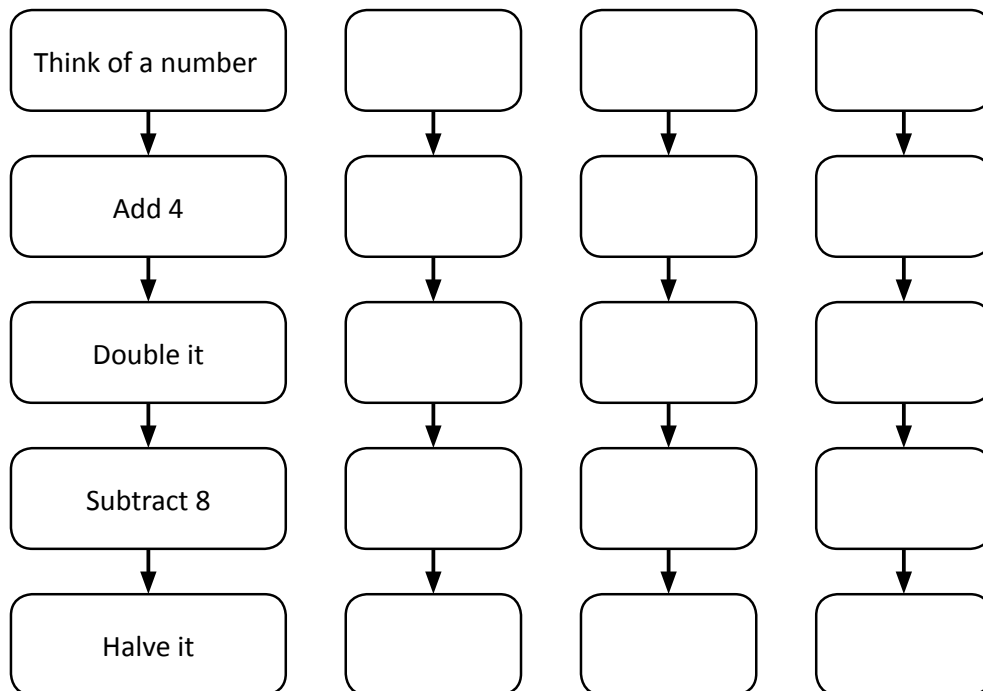 Think of a number
Add 4
Double it
Subtract 8
Halve it